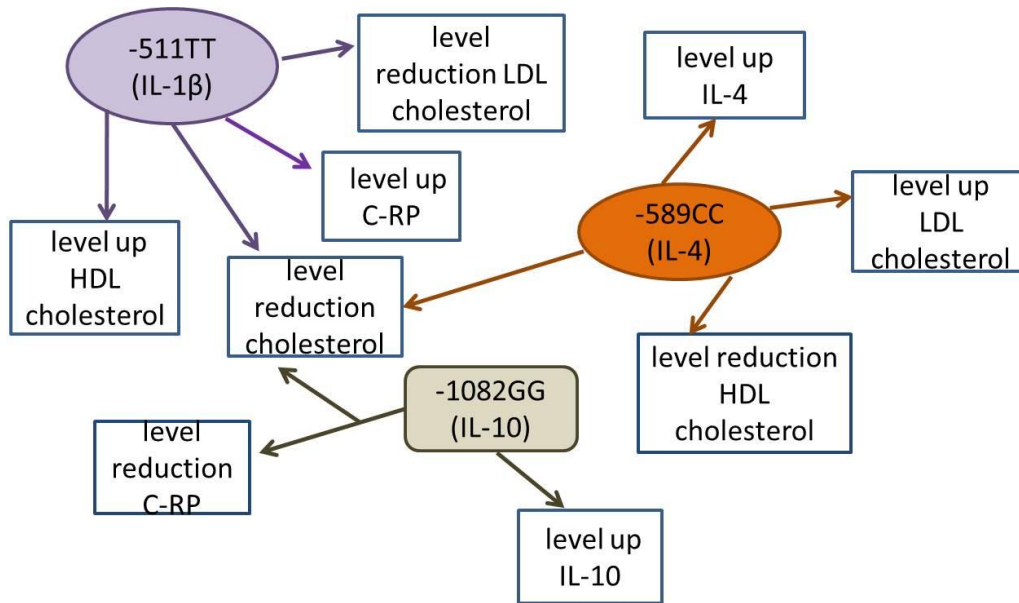 -511TT
(IL-1β)
level
reduction LDL
cholesterol
level up
IL-4
level up
C-RP
-589CC
(IL-4)
level up
LDL
cholesterol
level up
HDL
cholesterol
level
reduction
cholesterol
level reduction
HDL
cholesterol
-1082GG
(IL-10)
level
reduction
C-RP
level up
IL-10